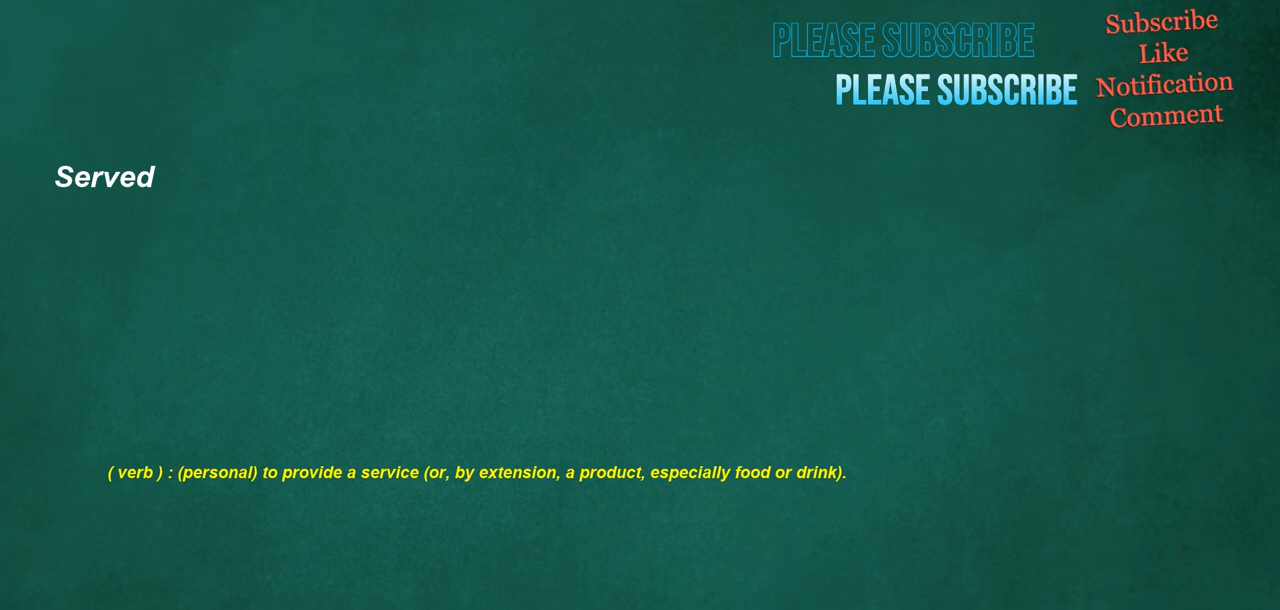 PLEASE SUBSCRIBE
PLEASE SUBSCRIBE
Subscribe
Like
Notification
Comment
Served
( verb ) : (personal) to provide a service (or, by extension, a product, especially food or drink).